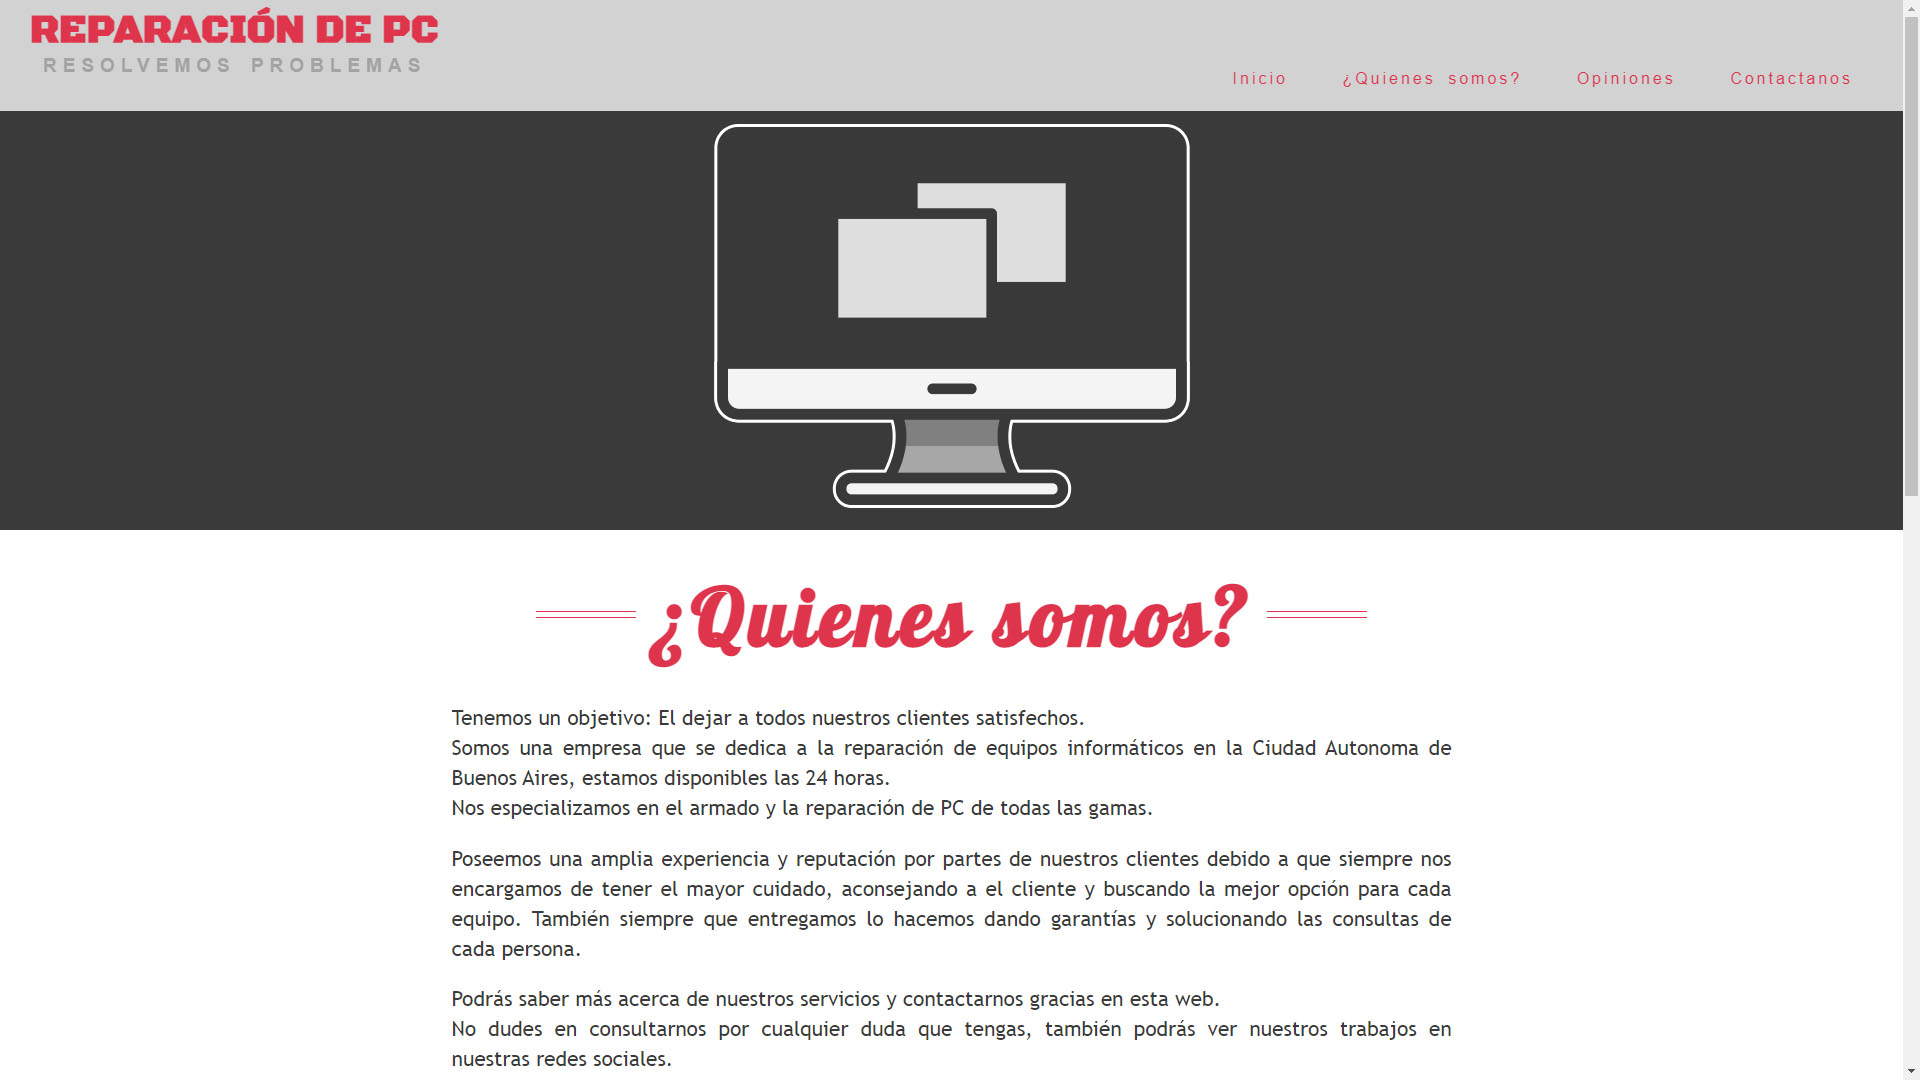 REPARACIÓN DE PC
RESOLVEMOS PROBLEMAS
Inicio
¿Quienes somos?
Opiniones
Contactanos
¿Quienes somos?
Tenemos un objetivo: El dejar a todos nuestros clientes satisfechos.
Somos una empresa que se dedica a la reparación de equipos informáticos en la Ciudad Autonoma de
Buenos Aires, estamos disponibles las 24 horas.
Nos especializamos en el armado y la reparación de PC de todas las gamas.
Poseemos una amplia experiencia y reputación por partes de nuestros clientes debido a que siempre nos
encargamos de tener el mayor cuidado, aconsejando a el cliente y buscando la mejor opción para cada
equipo. También siempre que entregamos lo hacemos dando garantías y solucionando las consultas de
cada persona.
Podrás saber más acerca de nuestros servicios y contactarnos gracias en esta web.
No dudes en consultarnos por cualquier duda que tengas, también podrás ver nuestros trabajos en
nuestras redes sociales.